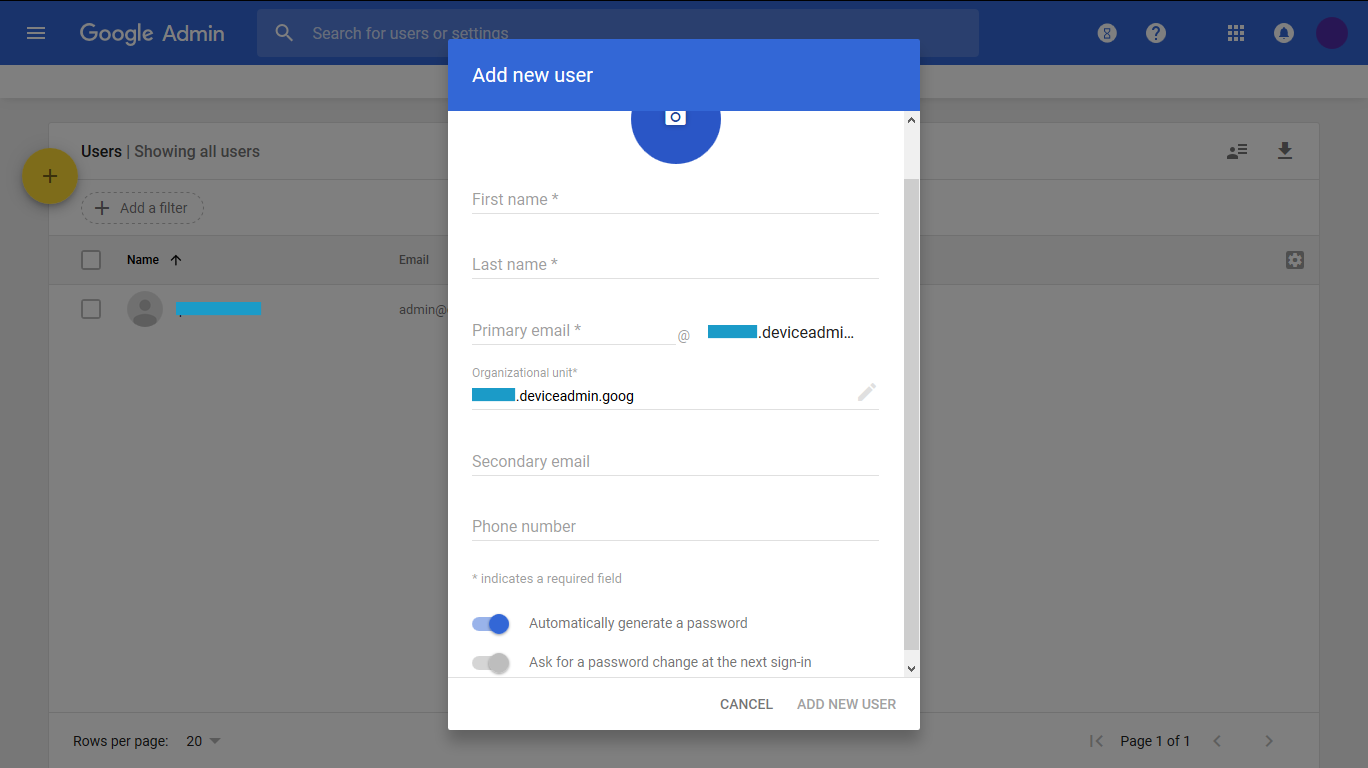 Google Admin
Search for users or settings
Add new user
Users | Showing all users
Add a filter
Name
Email
admin@
First name *
Last name *
Primary email *
@
.deviceadmi...
Organizational unit*
.deviceadmin.goog
Secondary email
Phone number
* indicates a required field
Automatically generate a password
Ask for a password change at the next sign-in
CANCEL
ADD NEW USER
Rows per page:
20
Page 1 of 1